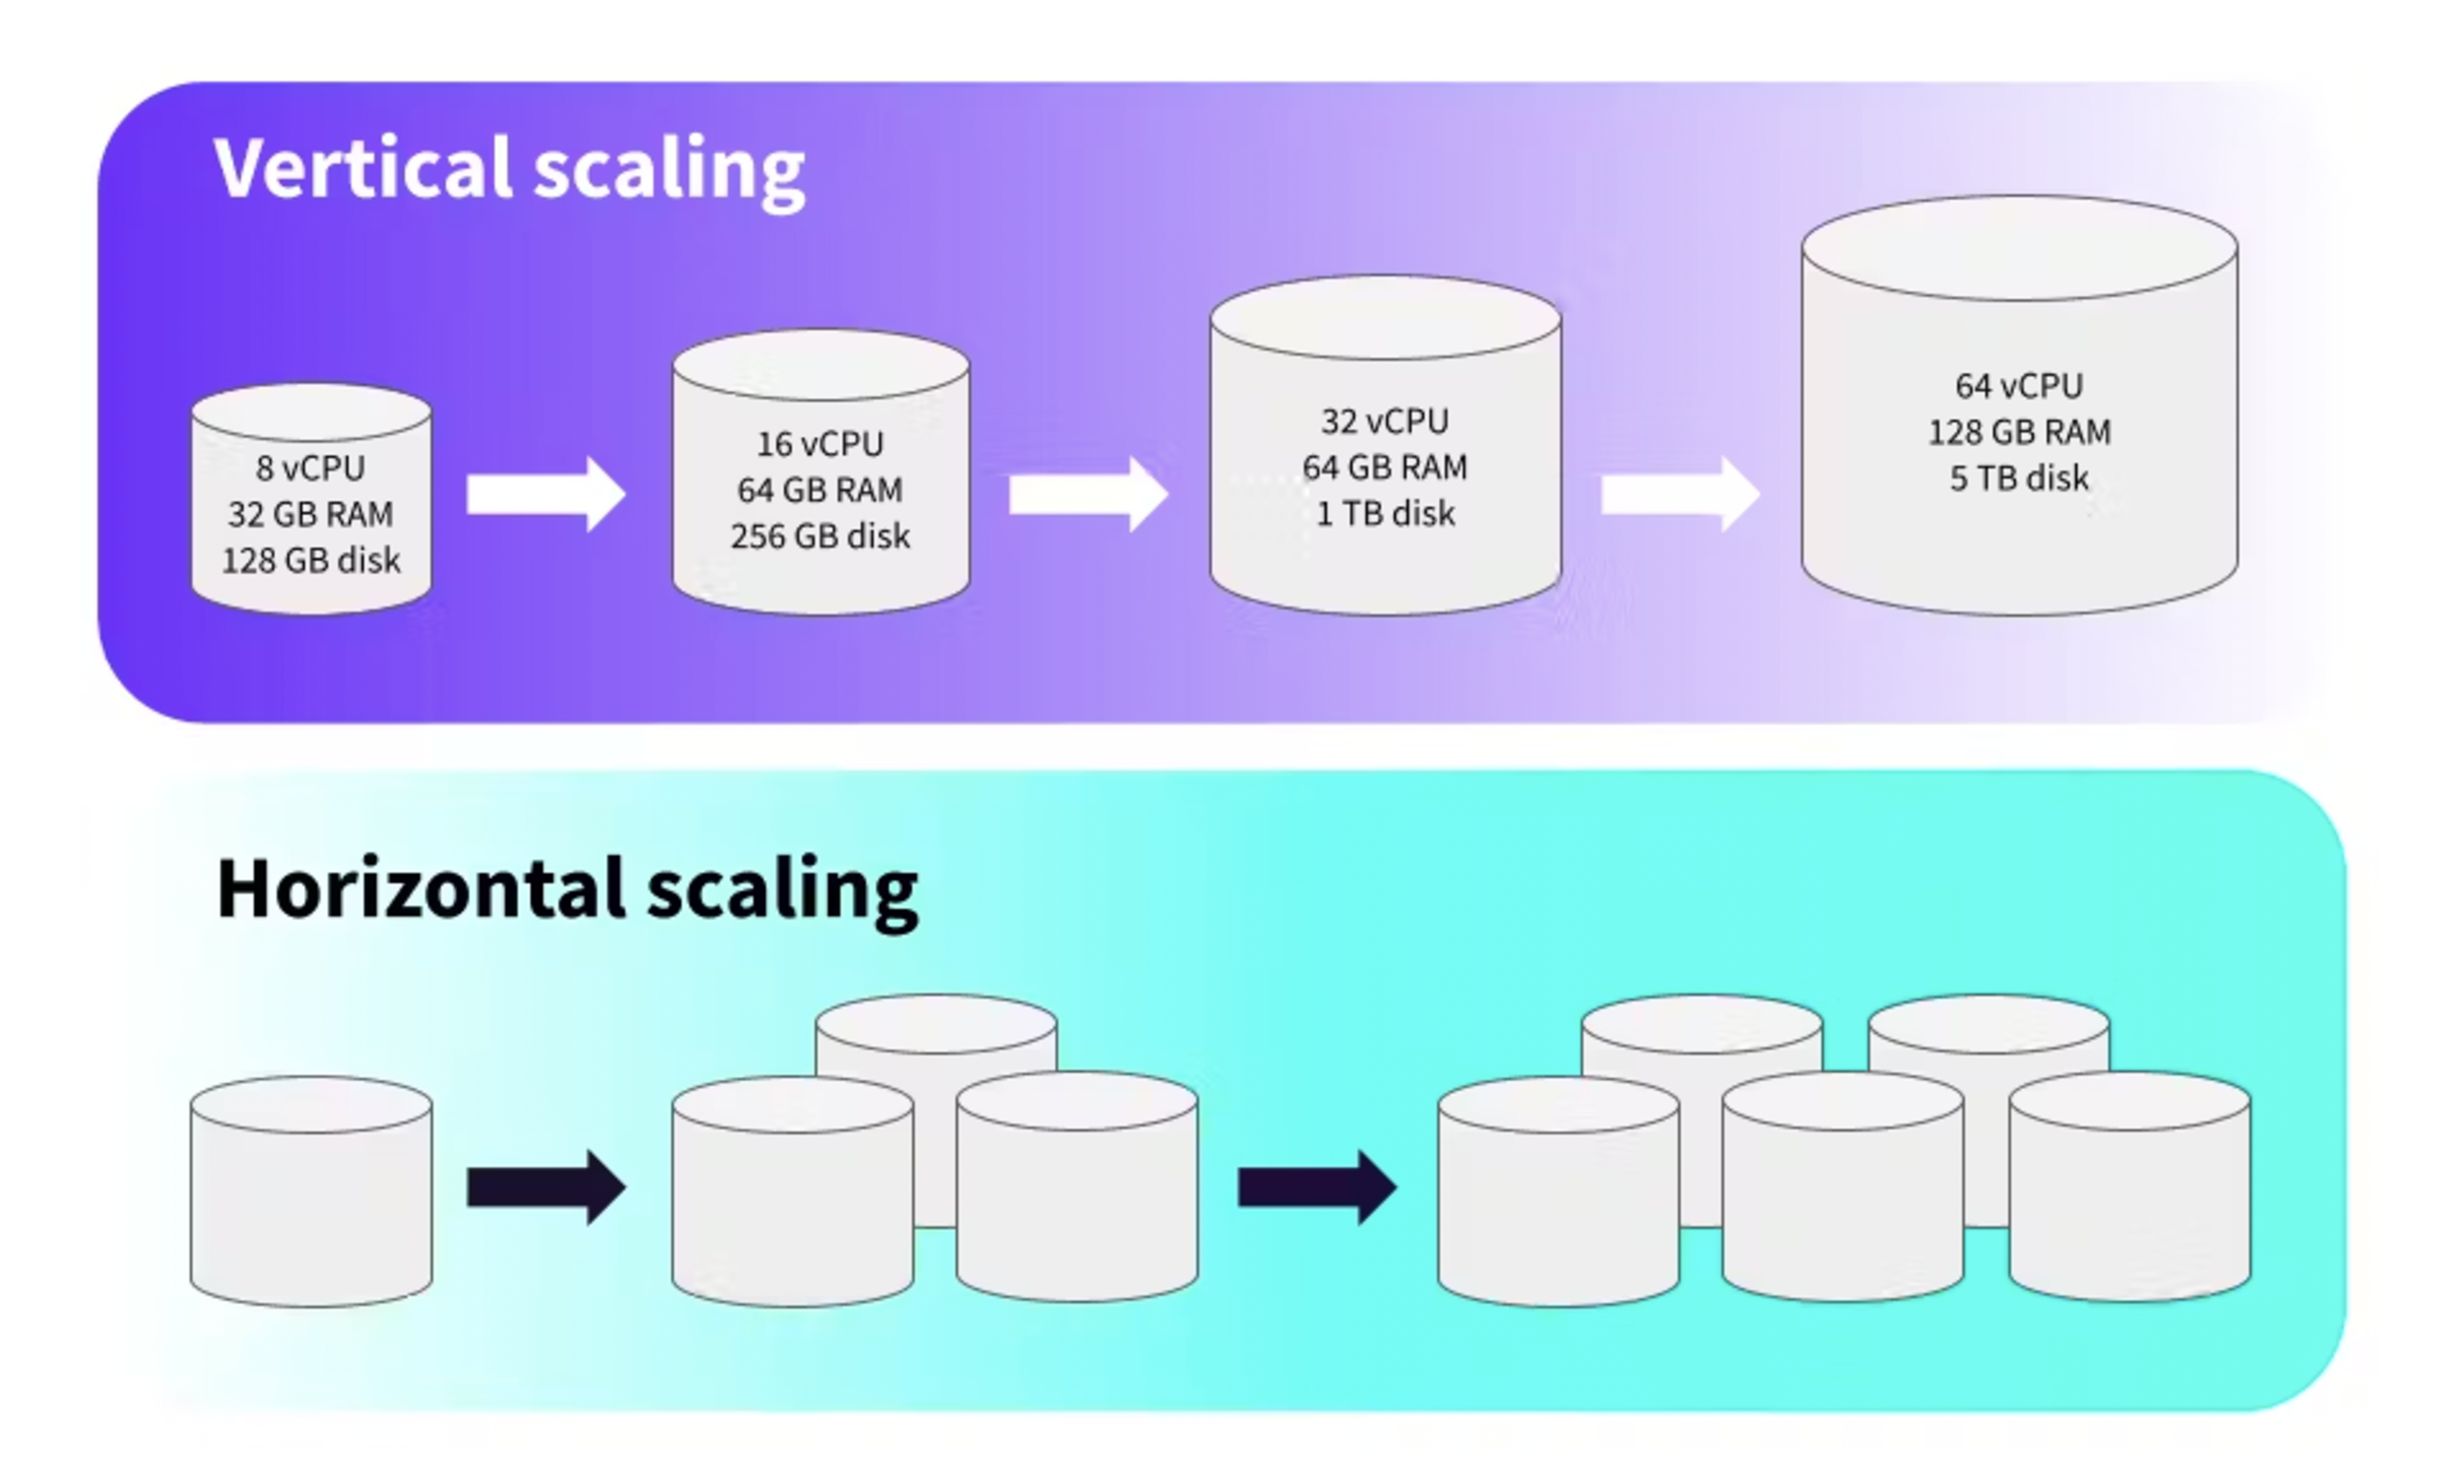 Vertical scaling
8 vCPU
32 GB RAM
128 GB disk
16 vCPU
64 GB RAM
256 GB disk
32 vCPU
64 GB RAM
1 TB disk
64 vCPU
128 GB RAM
5 TB disk
Horizontal scaling